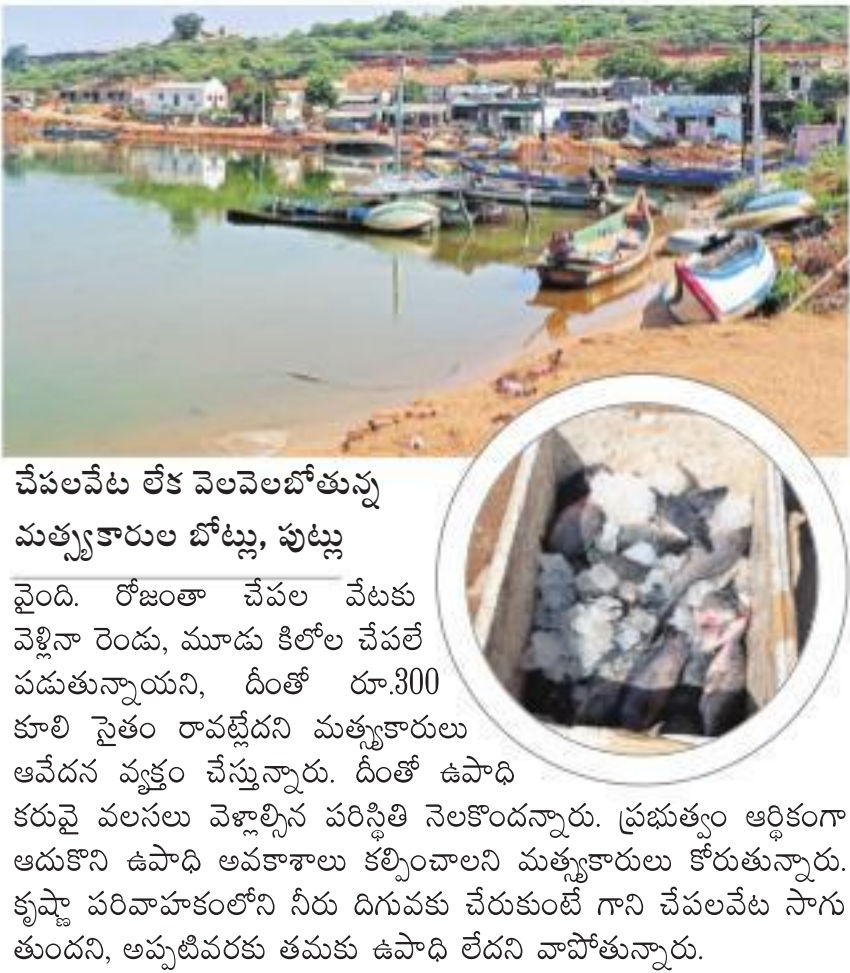 చేపలవేట లేక వెలవెలబోతున్న
మత్స్యకారుల బోట్లు, పుట్లు
వైంది. రోజంతా చేపల వేటకు
వెళ్లినా రెండు, మూడు కిలోల చేపలే
పడుతున్నాయని, దీంతో రూ.300
కూలి సైతం రావట్లేదని మత్స్యకారులు
ఆవేదన వ్యక్తం చేస్తున్నారు. దీంతో ఉపాధి
కరువై వలసలు వెళ్లాల్సిన పరిస్థితి నెలకొందన్నారు. ప్రభుత్వం ఆర్థికంగా
ఆదుకొని ఉపాధి అవకాశాలు కల్పించాలని మత్స్యకారులు కోరుతున్నారు.
కృష్ణా పరివాహకంలోని నీరు దిగువకు చేరుకుంటే గాని చేపలవేట సాగు
తుందని, అప్పటివరకు తమకు ఉపాధి లేదని వాపోతున్నారు.